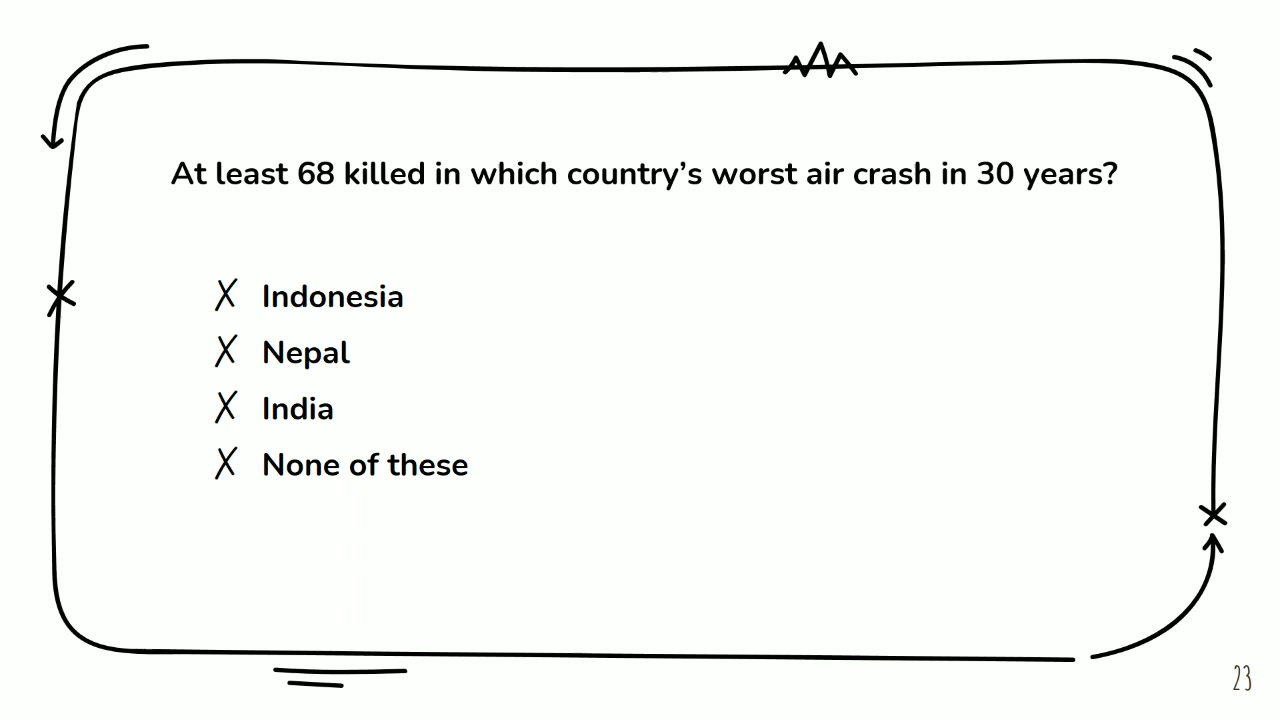 At least 68 killed in which country’s worst air crash in 30 years?
Indonesia
Nepal
India
None of these
23